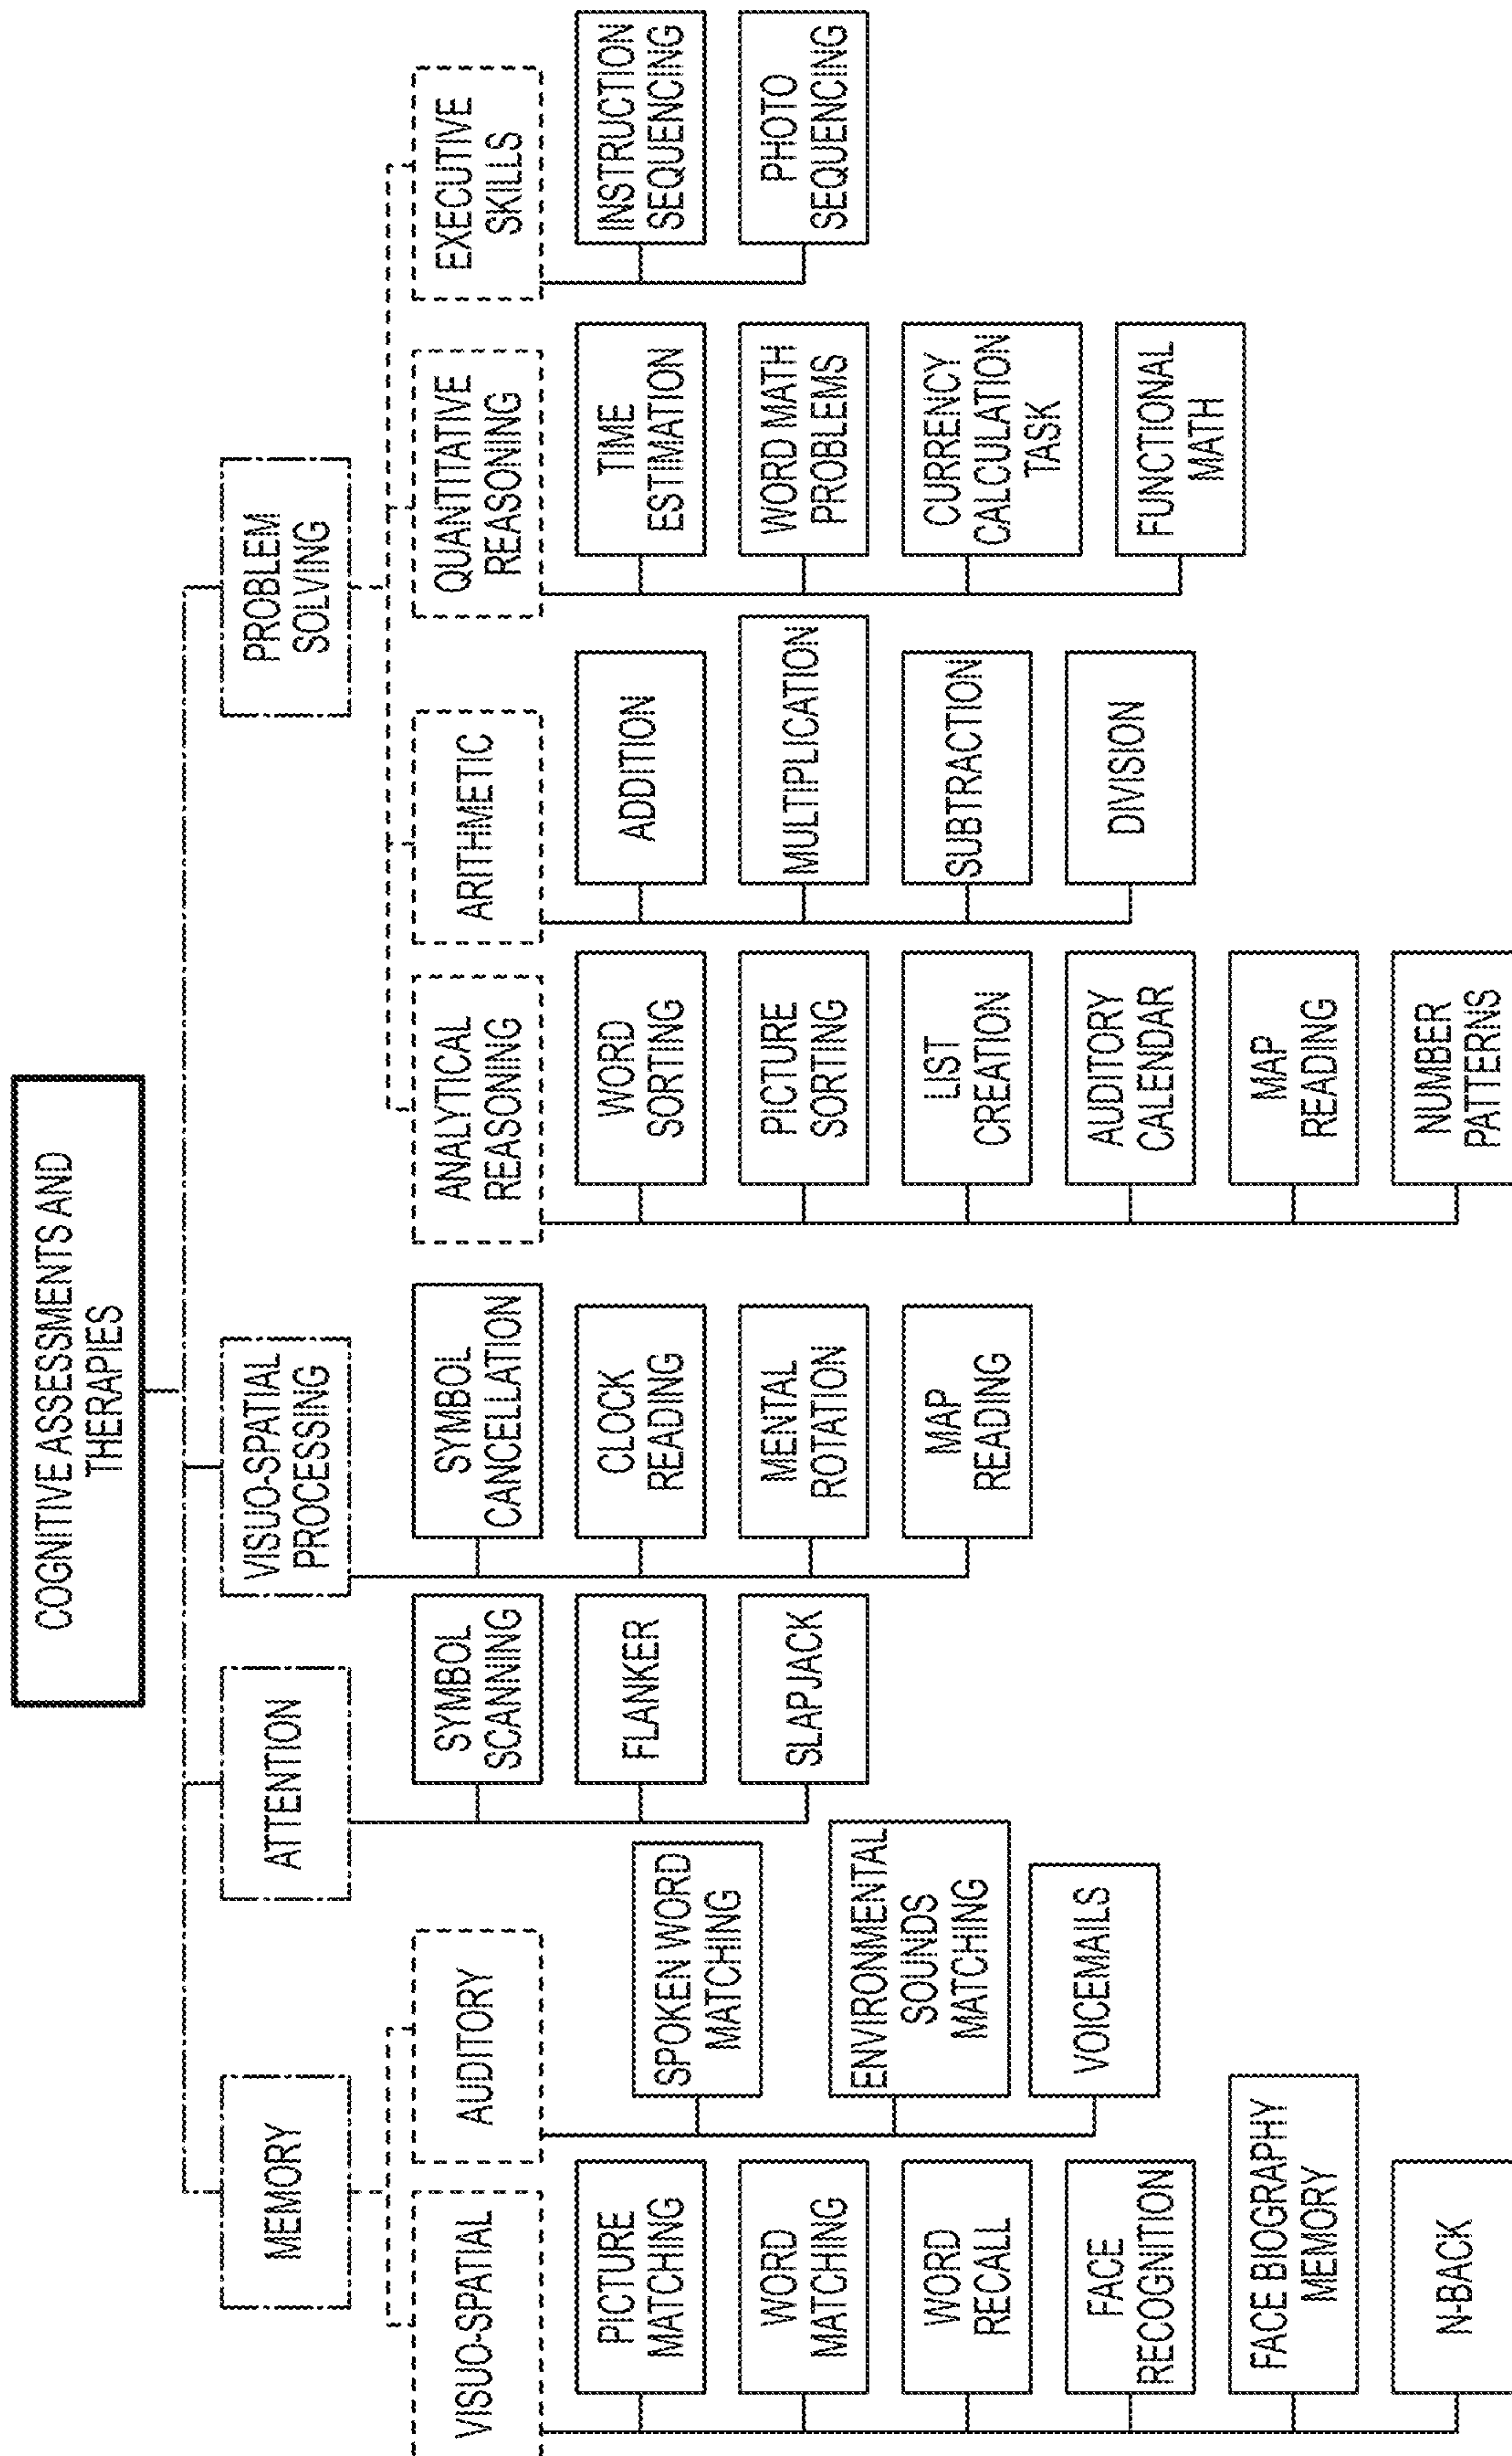 COGNITIVE ASSESSMENTS AND
THERAPIES
MEMORY
ATTENTION
VISUO-SPATIAL
PROCESSING
PROBLEM
SOLVING
VISUO-SPATIAL
PICTURE
MATCHING
WORD
MATCHING
WORD
RECALL
FACE
RECOGNITION
FACE BIOGRAPHY
MEMORY
N-BACK
AUDITORY
SPOKEN WORD
MATCHING
ENVIRONMENTAL
SOUNDS
MATCHING
VOICEMAILS
SYMBOL
SCANNING
FLANKER
SLAPJACK
SYMBOL
CANCELLATION
CLOCK
READING
MENTAL
ROTATION
MAP
READING
ANALYTICAL
REASONING
WORD
SORTING
PICTURE
SORTING
LIST
CREATION
AUDITORY
CALENDAR
MAP
READING
NUMBER
PATTERNS
ARITHMETIC
ADDITION
MULTIPLICATION
SUBTRACTION
DIVISION
QUANTITATIVE
REASONING
TIME
ESTIMATION
WORD MATH
PROBLEMS
CURRENCY
CALCULATION
TASK
FUNCTIONAL
MATH
EXECUTIVE
SKILLS
INSTRUCTION
SEQUENCING
PHOTO
SEQUENCING